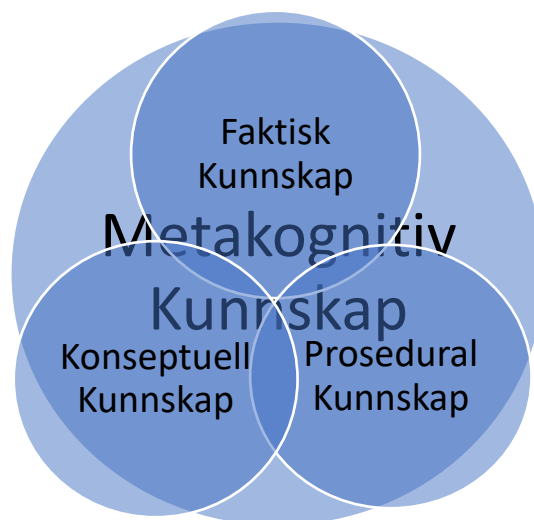 Faktisk
Kunnskap
Metakognitiv
Kunnskap
Konseptuell
Kunnskap
Prosedural
Kunnskap